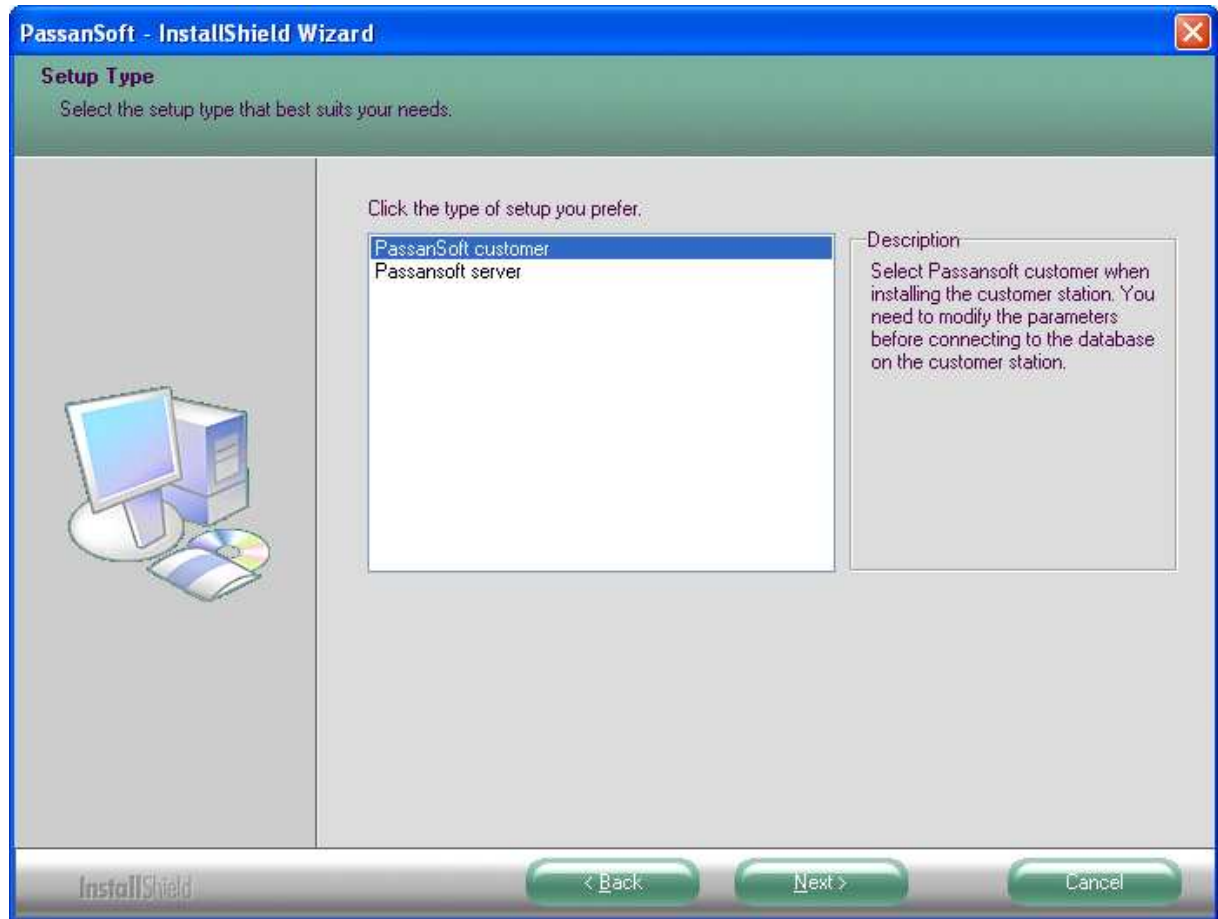 PassanSoft - InstallShield Wizard
Setup Type
Select the setup type that best suits your needs.
Click the type of setup you prefer.
PassanSoft customer
Passansoft server
Description
Select Passansoft customer when
installing the customer station. You
need to modify the parameters
before connecting to the database
on the customer station.
InstallShield
< Back
Next >
Cancel